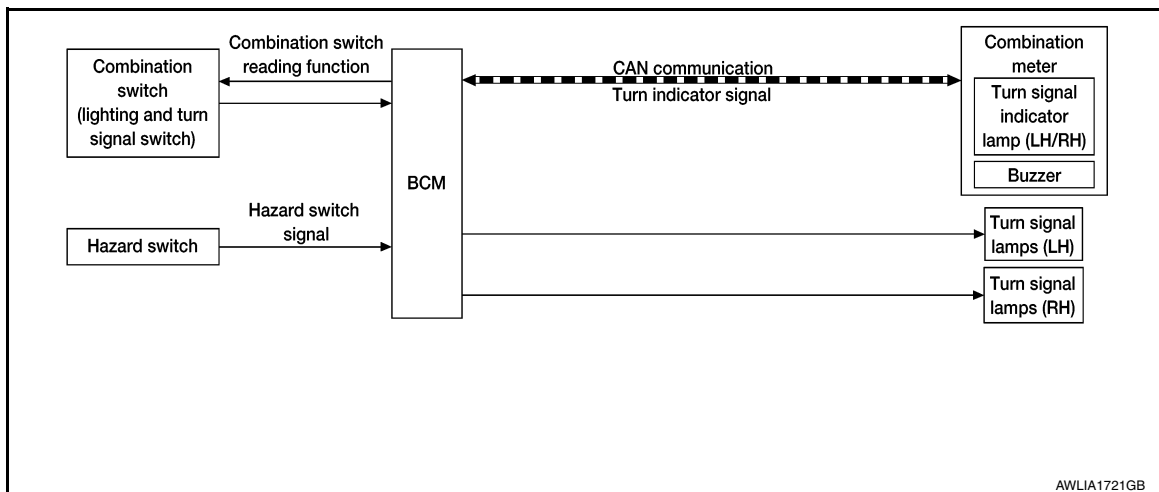 Combination
switch
(lighting and turn
signal switch)
Combination switch
reading function
Hazard switch
Hazard switch
signal
BCM
CAN communication
Turn indicator signal
Combination
meter
Turn signal
indicator
lamp (LH/RH)
Buzzer
Turn signal
lamps (LH)
Turn signal
lamps (RH)
AWLIA1721GB